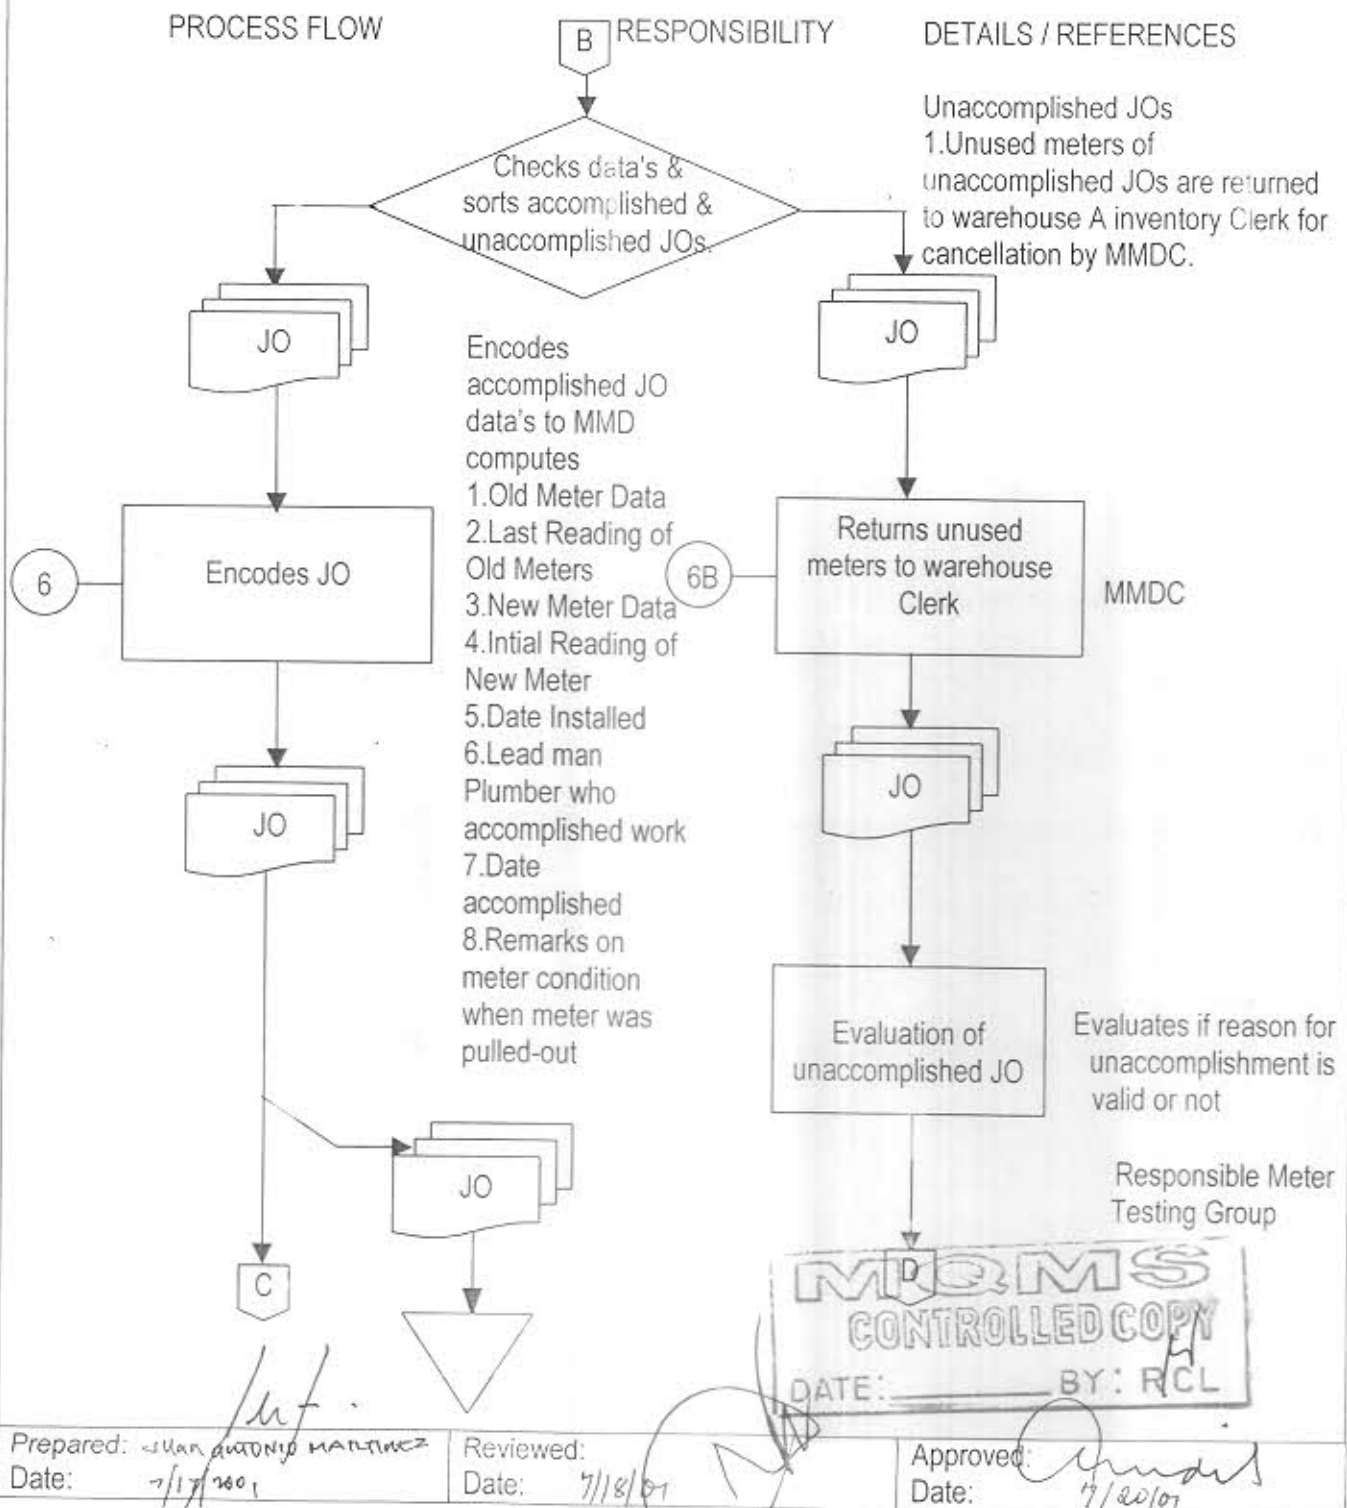 PROCESS FLOW
B
RESPONSIBILITY
DETAILS / REFERENCES
Checks data's &
sorts accomplished &
unaccomplished JOs.
Unaccomplished JOs
1.Unused meters of
unaccomplished JOs are returned
to warehouse A inventory Clerk for
cancellation by MMDC.
JO
JO
Encodes
accomplished JO
data's to MMD
computes
1.Old Meter Data
2.Last Reading of
Old Meters
3.New Meter Data
4.Intial Reading of
New Meter
5.Date Installed
6.Lead man
Plumber who
accomplished work
7.Date
accomplished
8.Remarks on
meter condition
when meter was
pulled-out
6
Encodes JO
6B
Returns unused
meters to warehouse
Clerk
MMDC
JO
JO
Evaluation of
unaccomplished JO
Evaluates if reason for
unaccomplishment is
valid or not
JO
Responsible Meter
Testing Group
C
D
MQMS
CONTROLLED COPY
DATE: BY: RCL
Prepared: JUAN ANTONIO MARTINEZ
Date: 7/17/2001
Reviewed:
Date: 7/18/01
Approved:
Date: 7/20/01